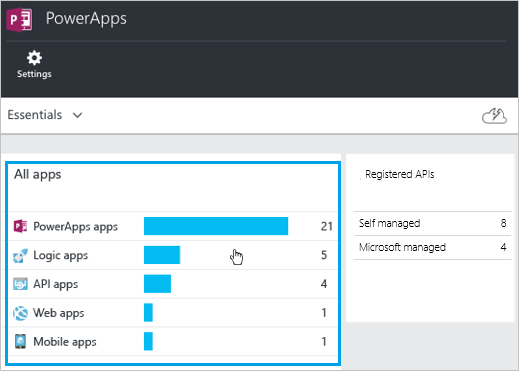 PowerApps
Settings
Essentials
All apps
PowerApps apps 21
Logic apps 5
API apps 4
Web apps 1
Mobile apps 1
Registered APIs
Self managed 8
Microsoft managed 4